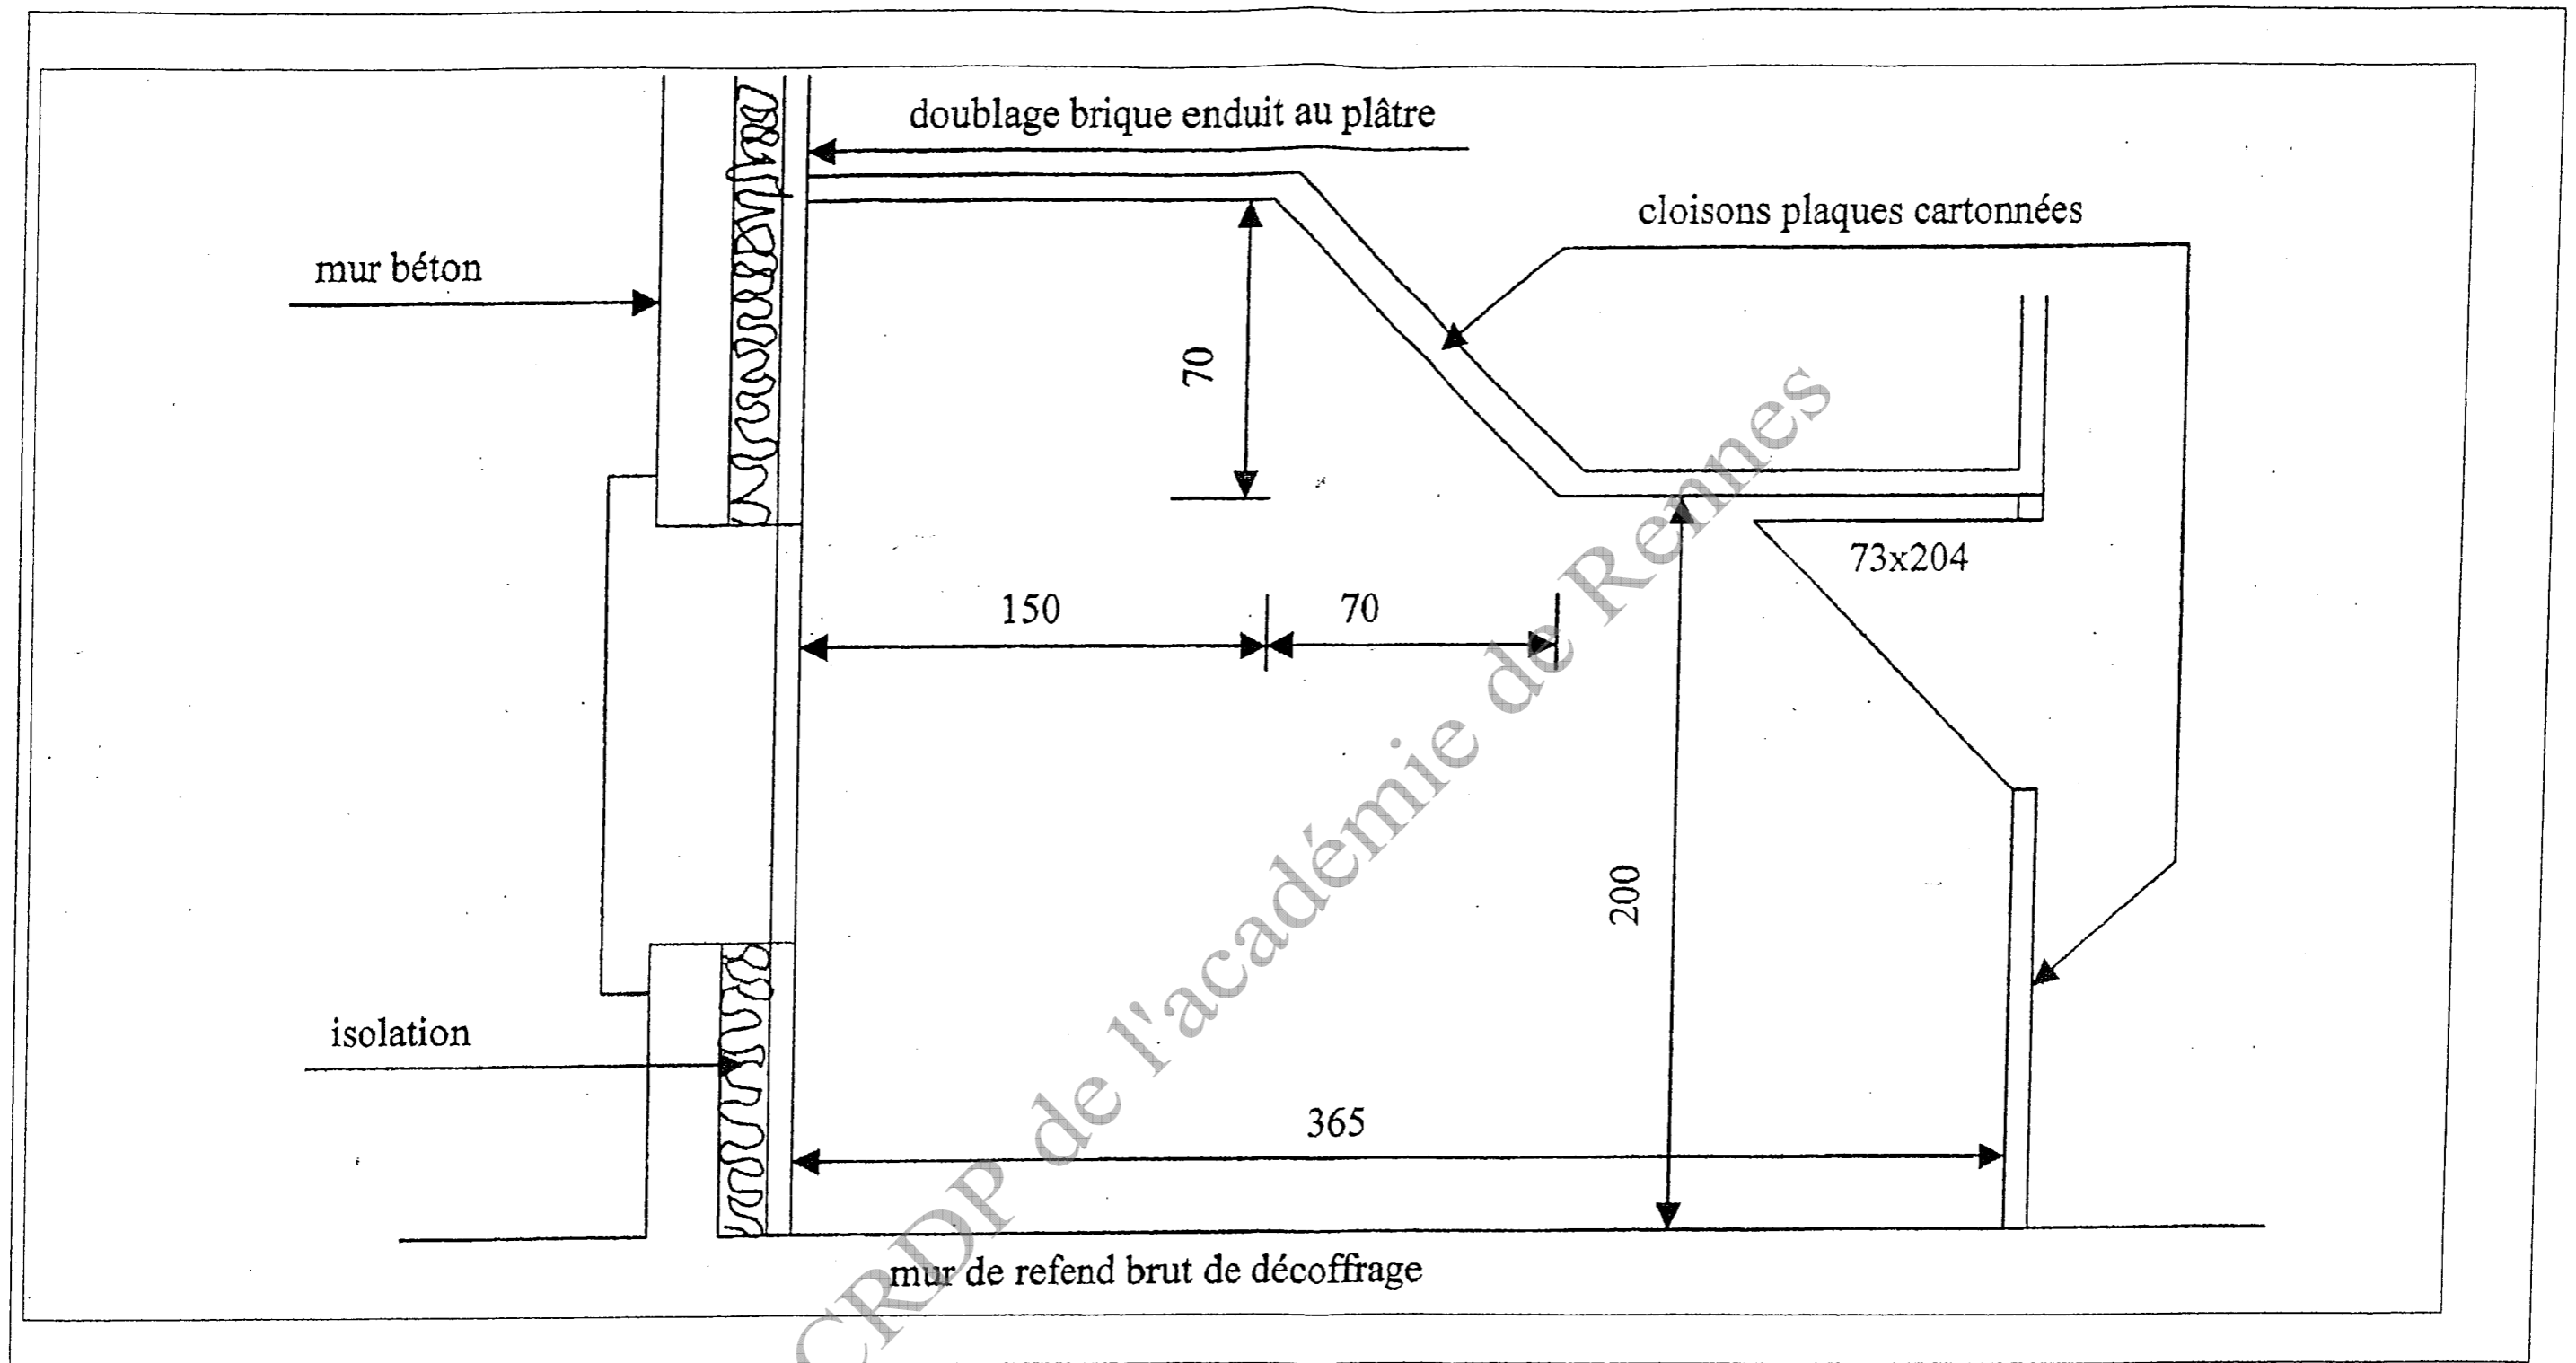 doublage brique enduit au plâtre
cloisons plaques cartonnées
mur béton
70
73x204
150
70
200
isolation
365
mur de refend brut de décoffrage
CRDP de l'académie de Rennes